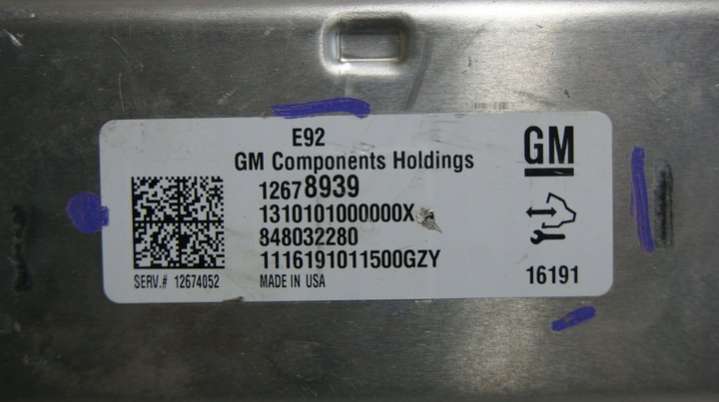 E92
GM Components Holdings
GM
12678939
1310101000000X
848032280
1116191011500GZY
SERV.# 12674052
MADE IN USA
16191